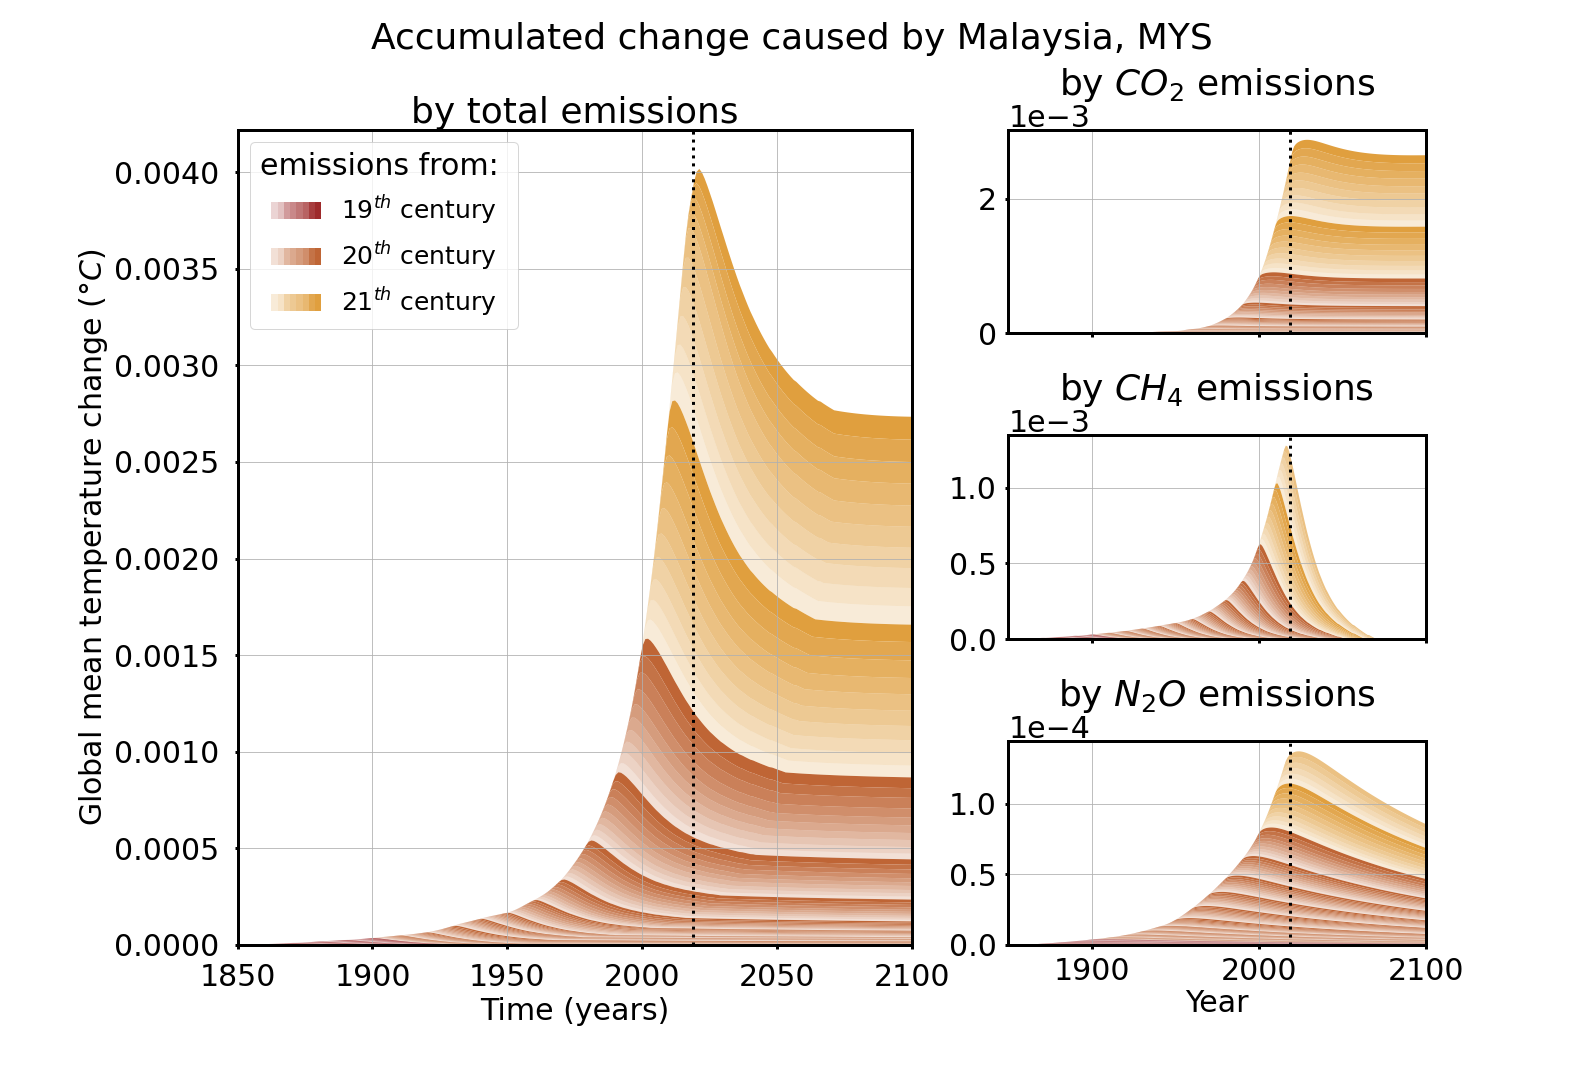 Accumulated change caused by Malaysia, MYS
by total emissions
Global mean temperature change (°C)
0.0040
0.0035
0.0030
0.0025
0.0020
0.0015
0.0010
0.0005
0.0000
emissions from:
19th century
20th century
21th century
1850 1900 1950 2000 2050 2100
Time (years)
by CO2 emissions
1e−3
2
0
by CH4 emissions
1e−3
1.0
0.5
0.0
by N2O emissions
1e−4
1.0
0.5
0.0
1900 2000 2100
Year